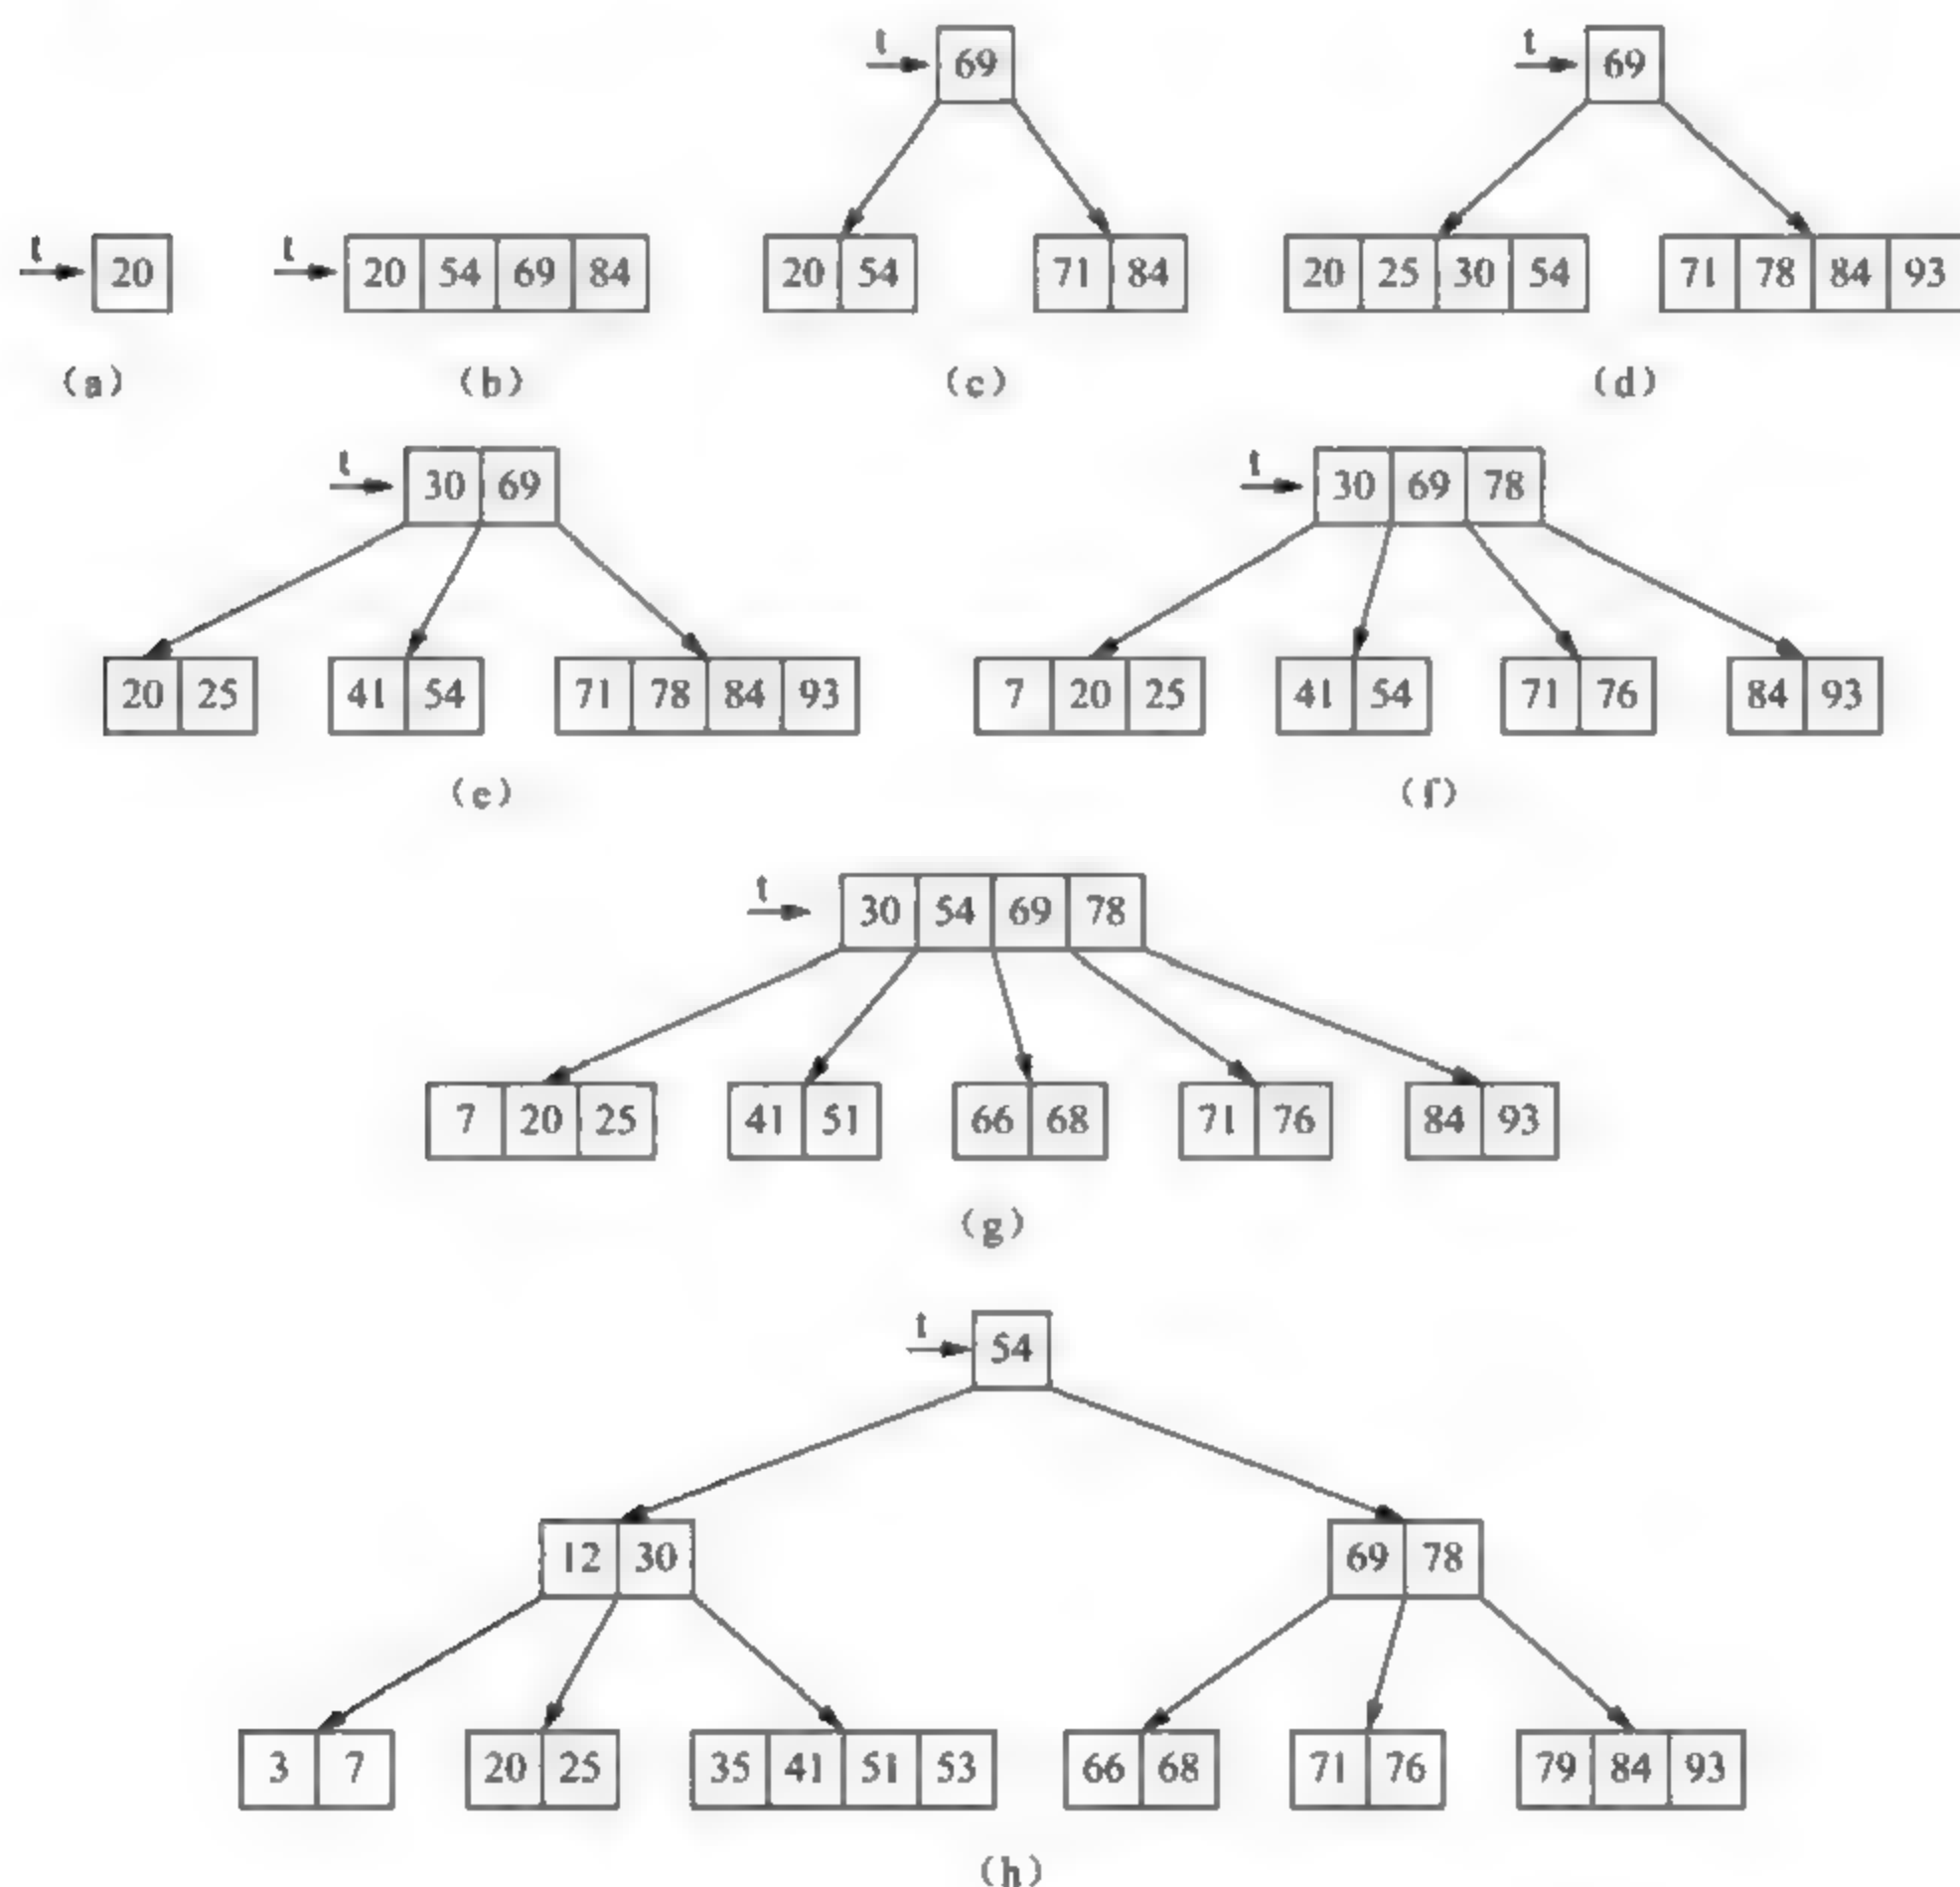 t 69
t 69
t 20
t 20 54 69 84
20 54 71 84
20 25 30 54 71 78 84 93
(a) (b) (c) (d)
t 30 69
t 30 69 78
20 25 41 54 71 78 84 93
7 20 25 41 54 71 76 84 93
(e) (f)
t 30 54 69 78
7 20 25 41 51 66 68 71 76 84 93
(g)
t 54
12 30 69 78
3 7 20 25 35 41 51 53 66 68 71 76 79 84 93
(h)